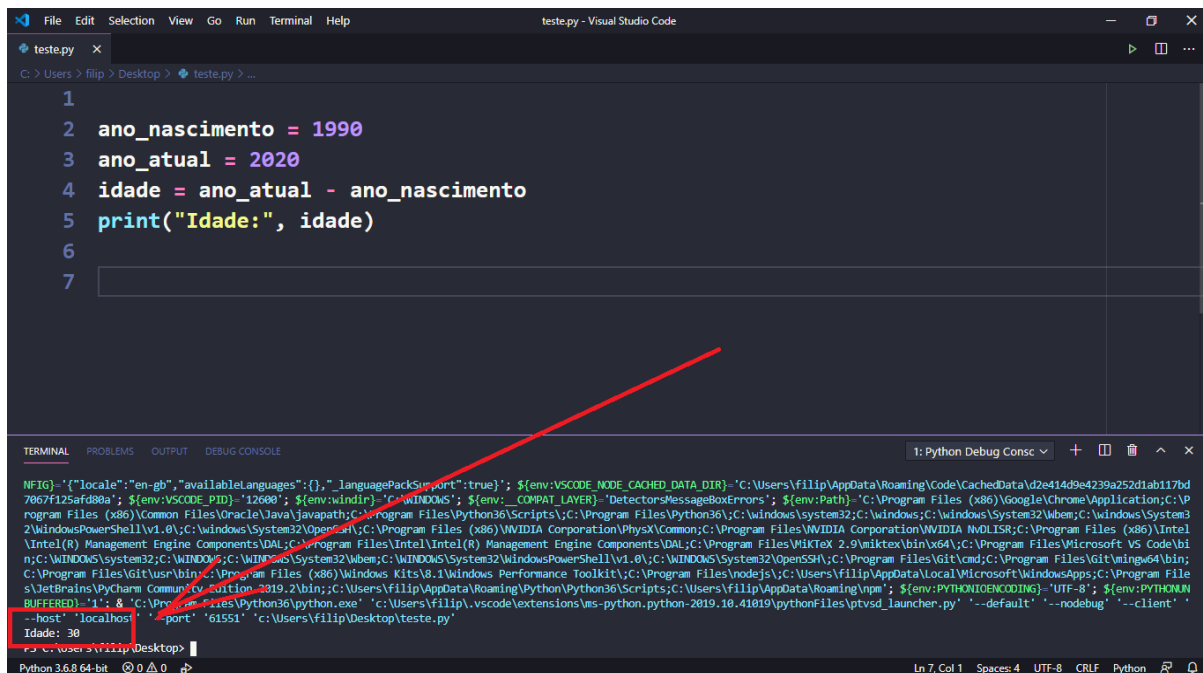 File Edit Selection View Go Run Terminal Help teste.py - Visual Studio Code
teste.py
C: > Users > filip > Desktop > teste.py > ...
1
2 ano_nascimento = 1990
3 ano_atual = 2020
4 idade = ano_atual - ano_nascimento
5 print("Idade:", idade)
6
7
TERMINAL PROBLEMS OUTPUT DEBUG CONSOLE 1: Python Debug Consc
NFIG}='{"locale":"en-gb","availableLanguages":{},"_languagePackSupport":true}'; ${env:VSCODE_NODE_CACHED_DATA_DIR}='C:\Users\filip\AppData\Roaming\Code\CachedData\d2e414d9e4239a252d1ab117bd
7067f125afd80a'; ${env:VSCODE_PID}='12600'; ${env:windir}='C:\WINDOWS'; ${env:__COMPAT_LAYER}='DetectorsMessageBoxErrors'; ${env:Path}='C:\Program Files (x86)\Google\Chrome\Application;C:\P
rogram Files (x86)\Common Files\Oracle\Java\javapath;C:\Program Files\Python36\Scripts\;C:\Program Files\Python36\;C:\windows\system32;C:\windows;C:\windows\System32\Wbem;C:\windows\System3
2\WindowsPowerShell\v1.0\;C:\windows\System32\OpenSSH\;C:\Program Files (x86)\NVIDIA Corporation\PhysX\Common;C:\Program Files\NVIDIA Corporation\NVIDIA NvDLISR;C:\Program Files (x86)\Intel
\Intel(R) Management Engine Components\DAL;C:\Program Files\Intel\Intel(R) Management Engine Components\DAL;C:\Program Files\MiKTeX 2.9\miktex\bin\x64\;C:\Program Files\Microsoft VS Code\bi
n;C:\WINDOWS\system32;C:\WINDOWS;C:\WINDOWS\System32\Wbem;C:\WINDOWS\System32\WindowsPowerShell\v1.0\;C:\WINDOWS\System32\OpenSSH\;C:\Program Files\Git\cmd;C:\Program Files\Git\mingw64\bin;
C:\Program Files\Git\usr\bin;C:\Program Files (x86)\Windows Kits\8.1\Windows Performance Toolkit\;C:\Program Files\nodejs\;C:\Users\filip\AppData\Local\Microsoft\WindowsApps;C:\Program File
s\JetBrains\PyCharm Community Edition 2019.2\bin;;C:\Users\filip\AppData\Roaming\Python\Python36\Scripts;C:\Users\filip\AppData\Roaming\npm'; ${env:PYTHONIOENCODING}='UTF-8'; ${env:PYTHONUN
BUFFERED}='1'; & 'C:\Program Files\Python36\python.exe' 'c:\Users\filip\.vscode\extensions\ms-python.python-2019.10.41019\pythonFiles\ptvsd_launcher.py' '--default' '--nodebug' '--client' '
--host' 'localhost' '--port' '61551' 'c:\Users\filip\Desktop\teste.py'
Idade: 30
PS C:\Users\filip\Desktop>
Python 3.6.8 64-bit 0 0 Ln 7, Col 1 Spaces: 4 UTF-8 CRLF Python